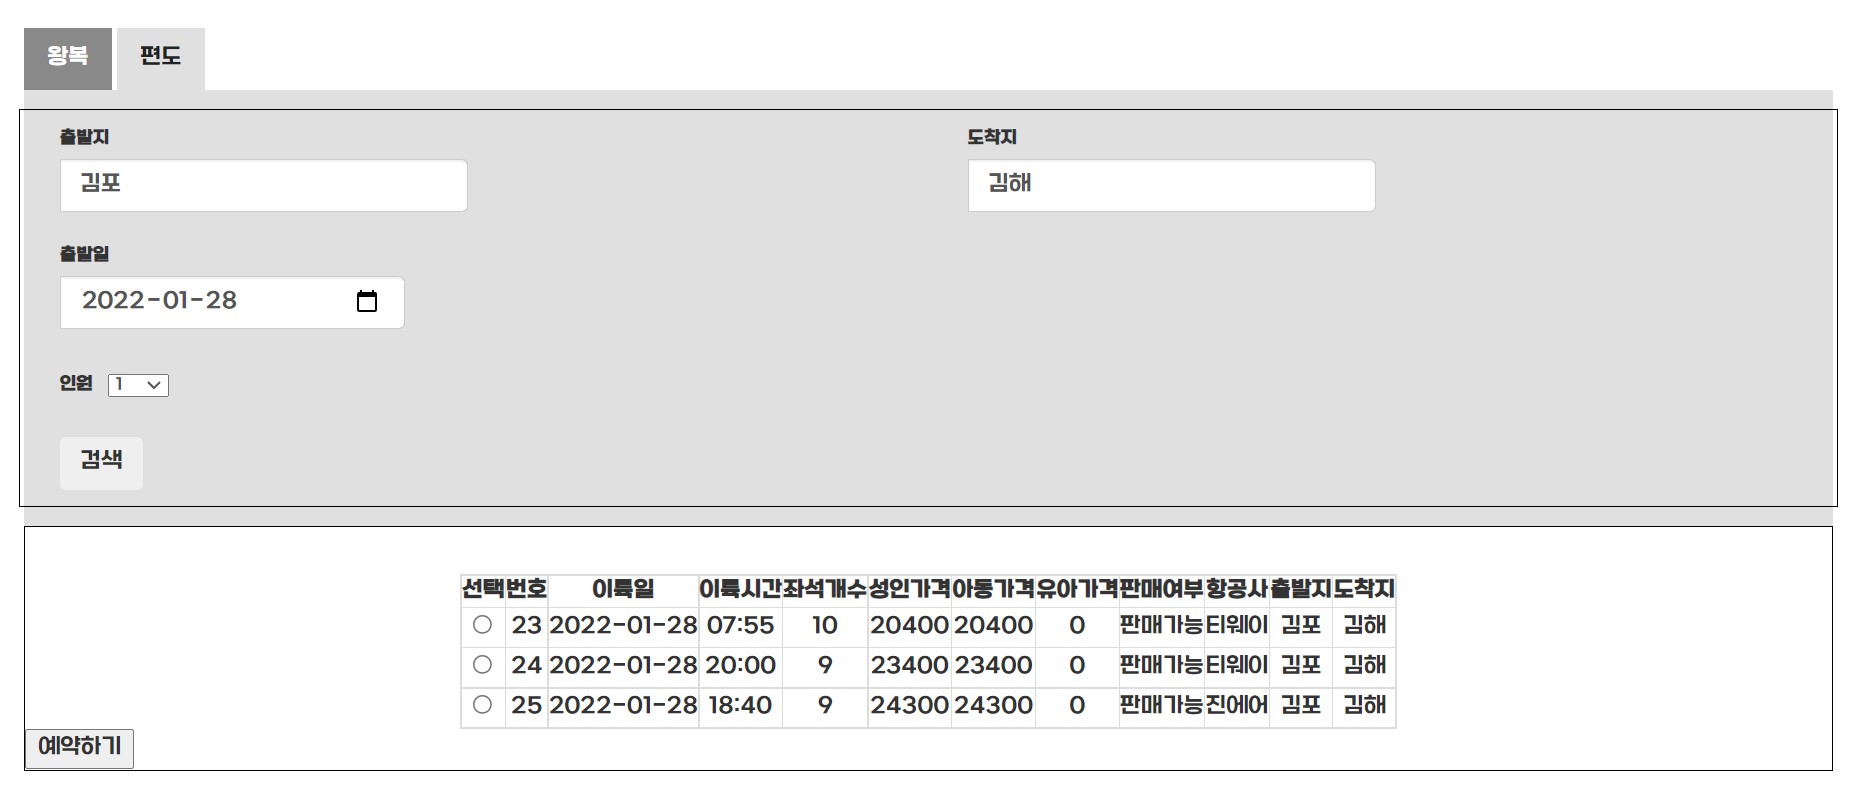 왕복 편도
출발지 도착지
김포 김해
출발일
2022-01-28
인원 1
검색
선택 번호 이륙일 이륙시간 좌석개수 성인가격 아동가격 유아가격 판매여부 항공사 출발지 도착지
23 2022-01-28 07:55 10 20400 20400 0 판매가능 티웨이 김포 김해
24 2022-01-28 20:00 9 23400 23400 0 판매가능 티웨이 김포 김해
25 2022-01-28 18:40 9 24300 24300 0 판매가능 진에어 김포 김해
예약하기